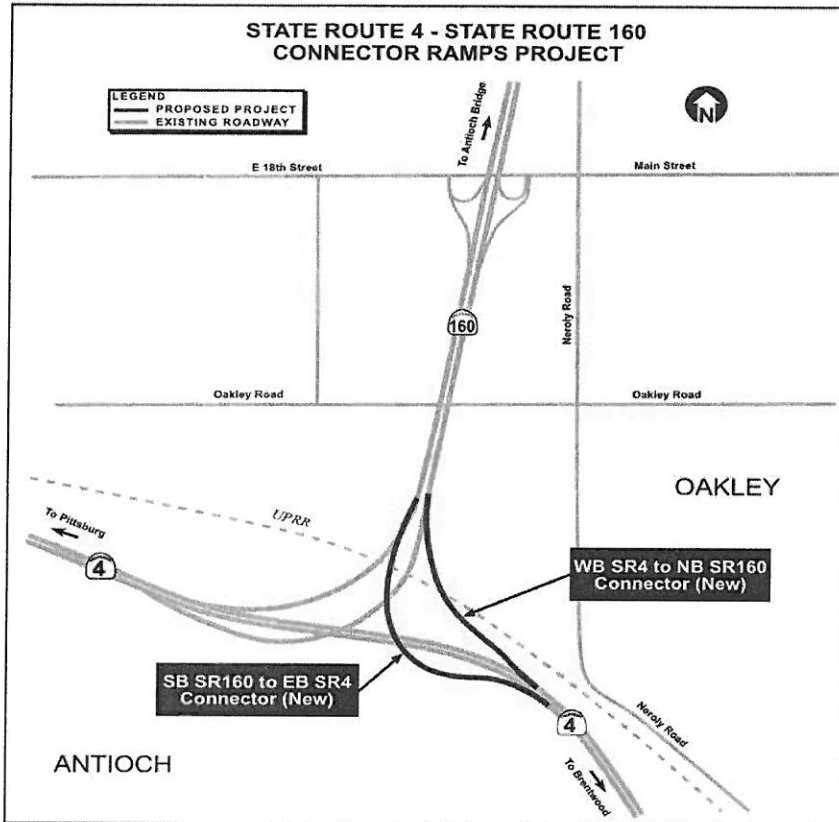 STATE ROUTE 4 - STATE ROUTE 160
CONNECTOR RAMPS PROJECT
LEGEND
PROPOSED PROJECT
EXISTING ROADWAY
N
To Antioch Bridge
E 18th Street
Main Street
160
Neroly Road
Oakley Road
Oakley Road
OAKLEY
UPRR
To Pittsburg
4
WB SR4 to NB SR160
Connector (New)
SB SR160 to EB SR4
Connector (New)
4
Neroly Road
To Brentwood
ANTIOCH